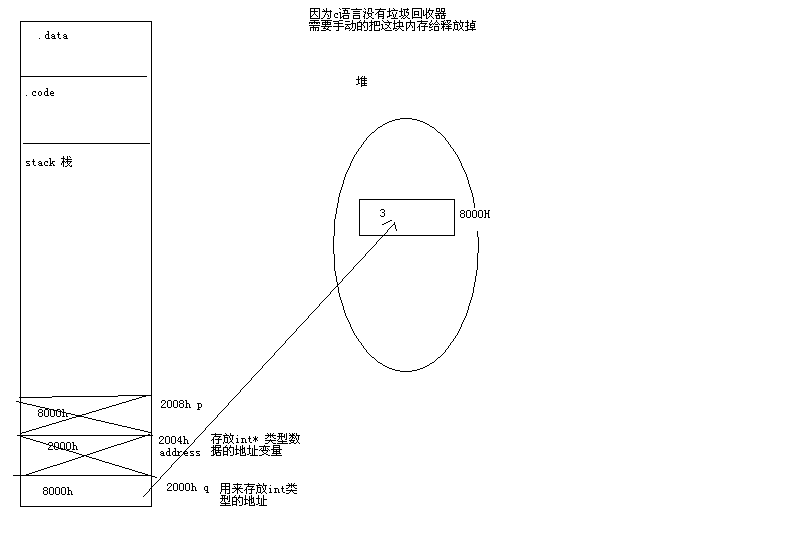 因为c语言没有垃圾回收器
需要手动的把这块内存给释放掉
.data
堆
.code
stack 栈
3
8000H
8000h
2008h p
2000h
2004h
address
存放int* 类型数
据的地址变量
8000h
2000h q
用来存放int类
型的地址